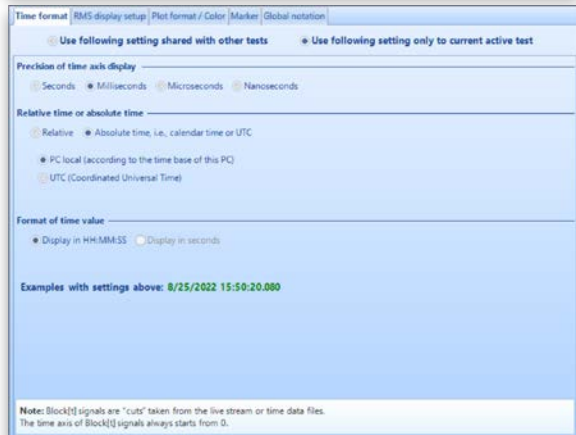 Time format RMS display setup Plot format / Color Marker Global notation
Use following setting shared with other tests Use following setting only to current active test
Precision of time axis display
Seconds Milliseconds Microseconds Nanoseconds
Relative time or absolute time
Relative Absolute time, i.e., calendar time or UTC
PC local (according to the time base of this PC)
UTC (Coordinated Universal Time)
Format of time value
Display in HH:MM:SS Display in seconds
Examples with settings above: 8/25/2022 15:50:20.080
Note: Block[t] signals are "cuts" taken from the live stream or time data files.
The time axis of Block[t] signals always starts from 0.